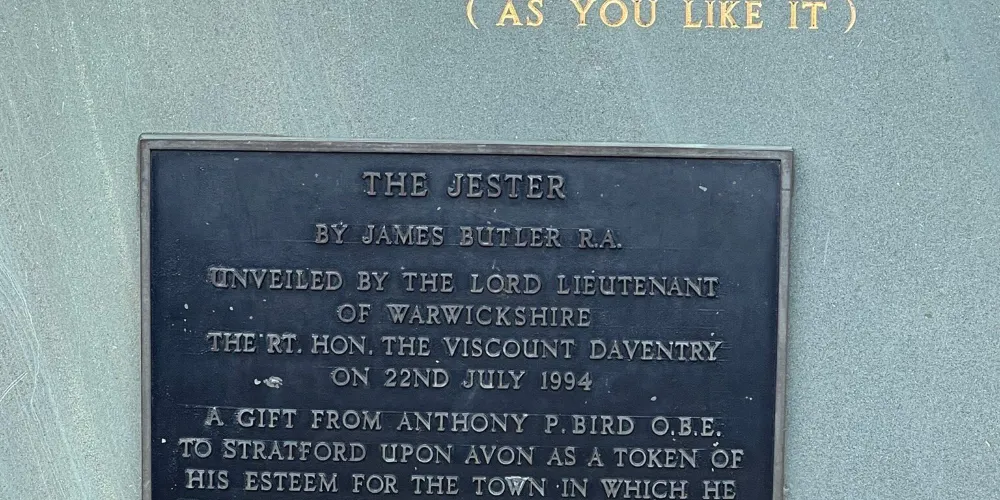 ( AS YOU LIKE IT )
THE JESTER
BY JAMES BUTLER R.A.
UNVEILED BY THE LORD LIEUTENANT
OF WARWICKSHIRE
THE RT. HON. THE VISCOUNT DAVENTRY
ON 22ND JULY 1994
A GIFT FROM ANTHONY P. BIRD O.B.E.
TO STRATFORD UPON AVON AS A TOKEN OF
HIS ESTEEM FOR THE TOWN IN WHICH HE